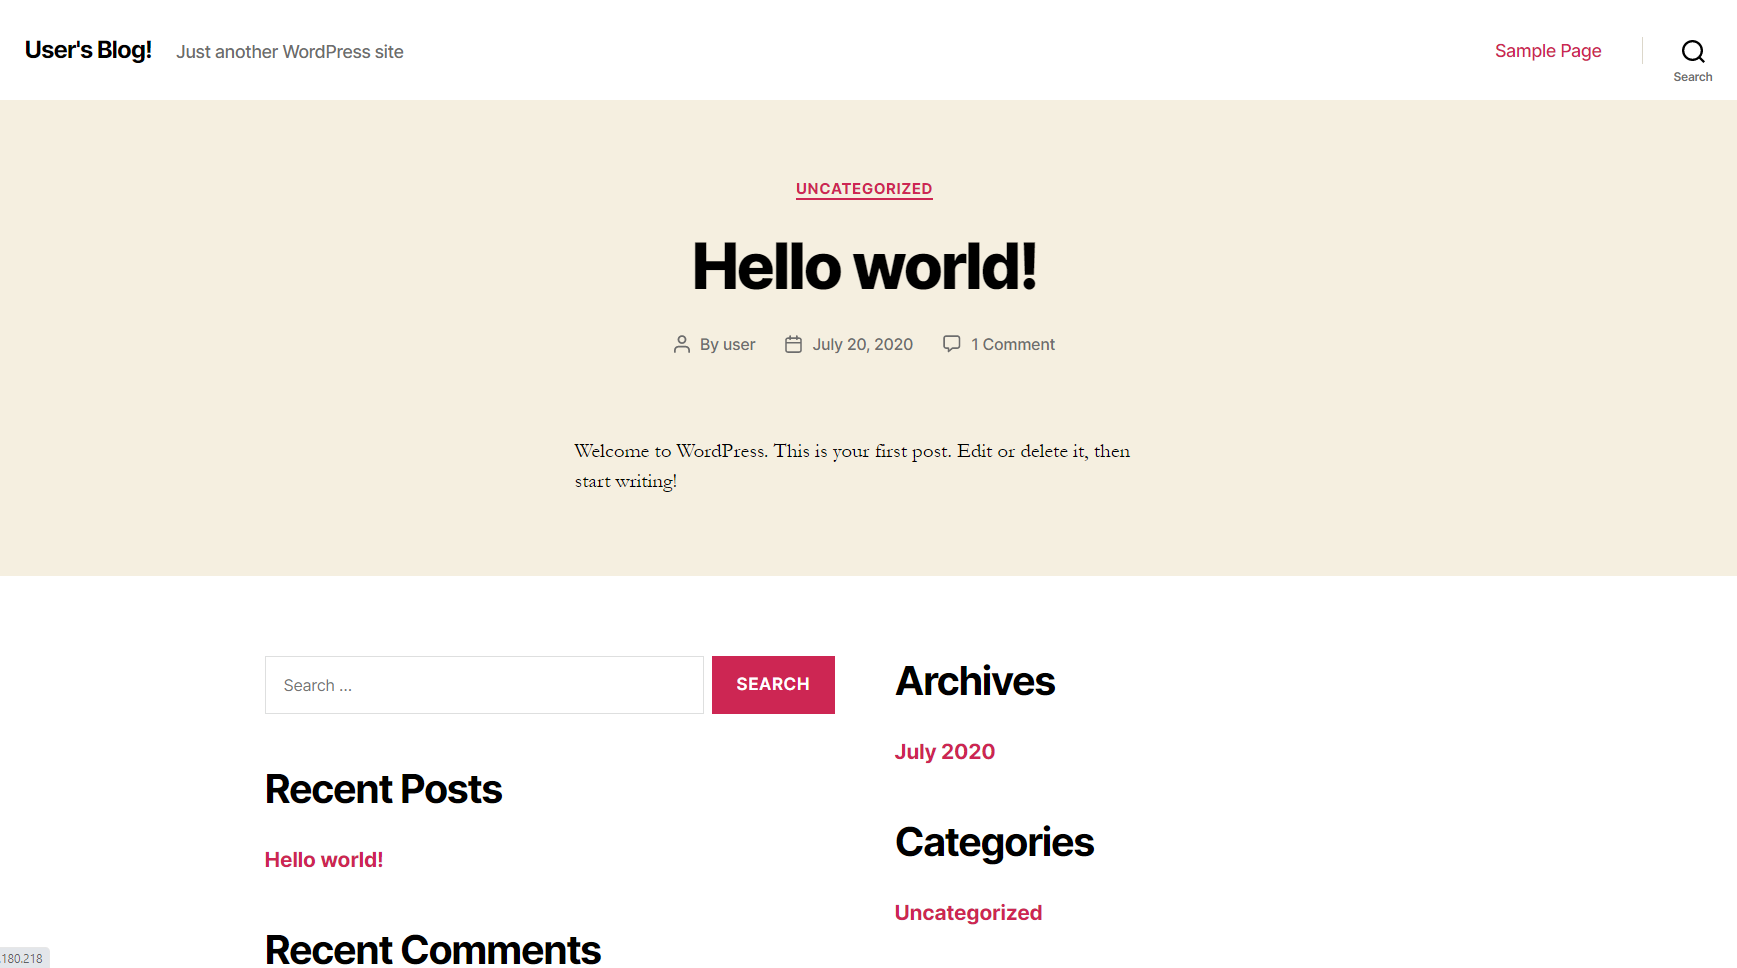 User's Blog! Just another WordPress site Sample Page
Search
UNCATEGORIZED
Hello world!
By user July 20, 2020 1 Comment
Welcome to WordPress. This is your first post. Edit or delete it, then
start writing!
Search …
SEARCH
Recent Posts
Hello world!
Recent Comments
Archives
July 2020
Categories
Uncategorized
.180.218